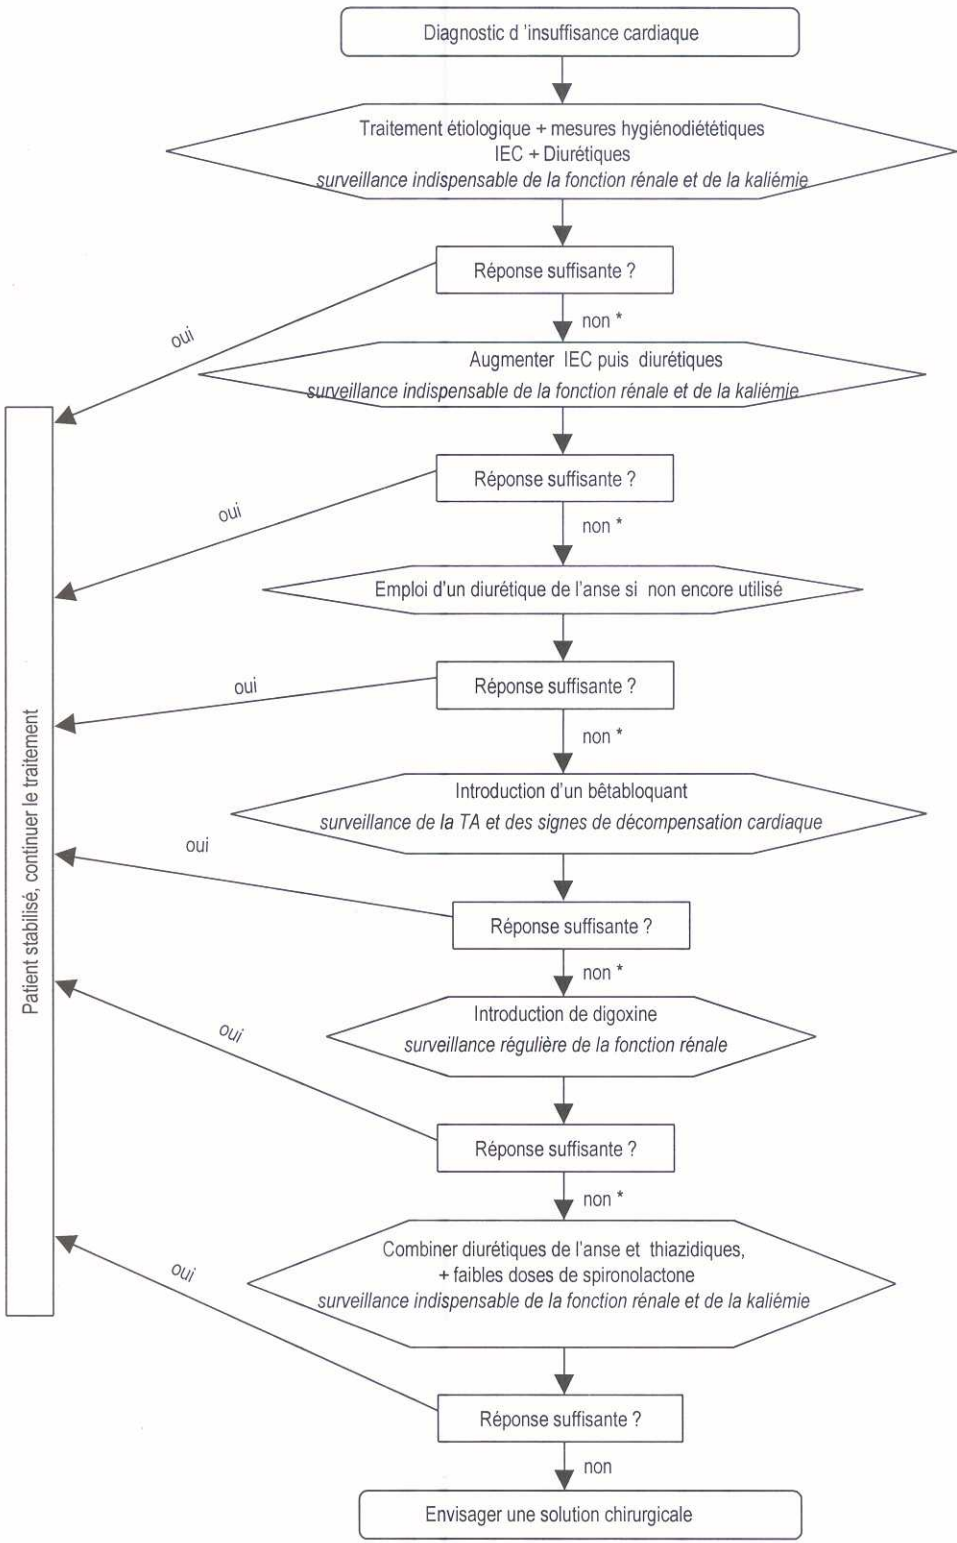 Diagnostic d 'insuffisance cardiaque
Traitement étiologique + mesures hygiénodiététiques
IEC + Diurétiques
surveillance indispensable de la fonction rénale et de la kaliémie
Réponse suffisante ?
oui
non *
Augmenter IEC puis diurétiques
surveillance indispensable de la fonction rénale et de la kaliémie
Réponse suffisante ?
oui
non *
Emploi d'un diurétique de l'anse si non encore utilisé
Réponse suffisante ?
oui
non *
Introduction d'un bêtabloquant
surveillance de la TA et des signes de décompensation cardiaque
oui
Réponse suffisante ?
non *
Introduction de digoxine
surveillance régulière de la fonction rénale
oui
Réponse suffisante ?
non *
Combiner diurétiques de l'anse et thiazidiques,
+ faibles doses de spironolactone
surveillance indispensable de la fonction rénale et de la kaliémie
oui
Réponse suffisante ?
non
Envisager une solution chirurgicale
Patient stabilisé, continuer le traitement